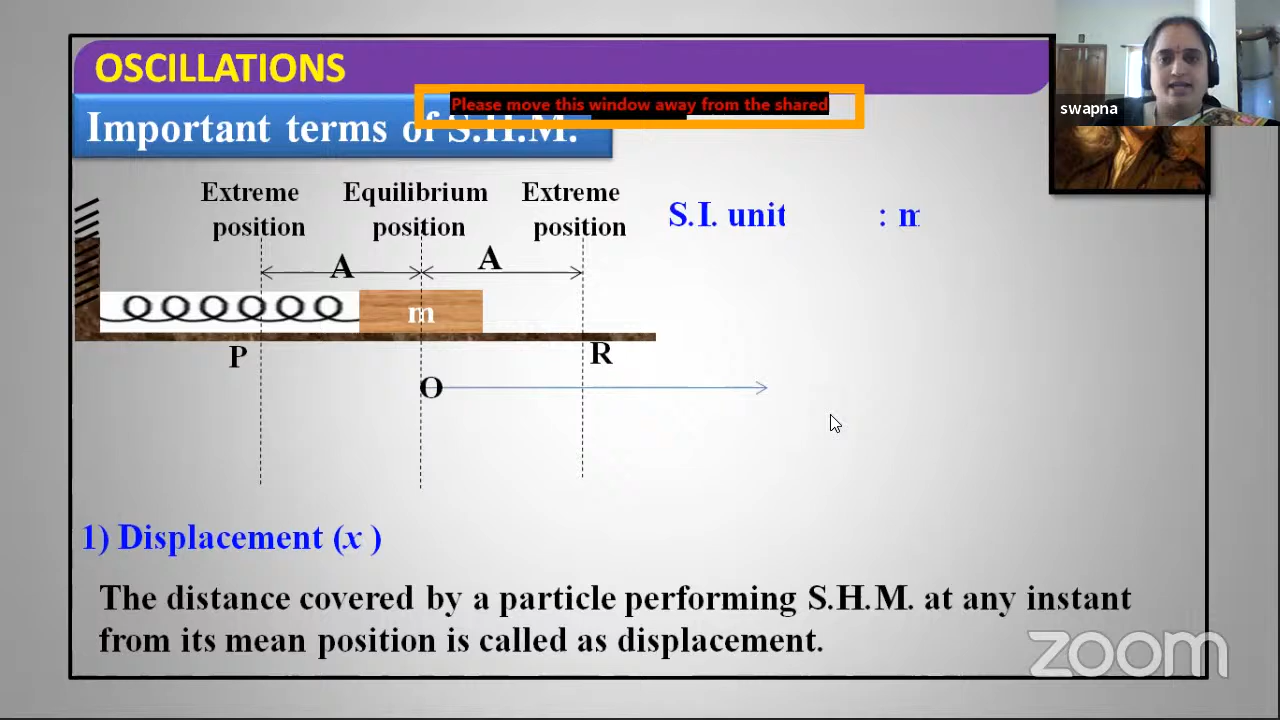 OSCILLATIONS
Please move this window away from the shared
Important terms of S.H.M.
swapna
Extreme position
Equilibrium position
Extreme position
S.I. unit : m
A
A
m
P
R
O
1) Displacement (x )
The distance covered by a particle performing S.H.M. at any instant
from its mean position is called as displacement.
zoom